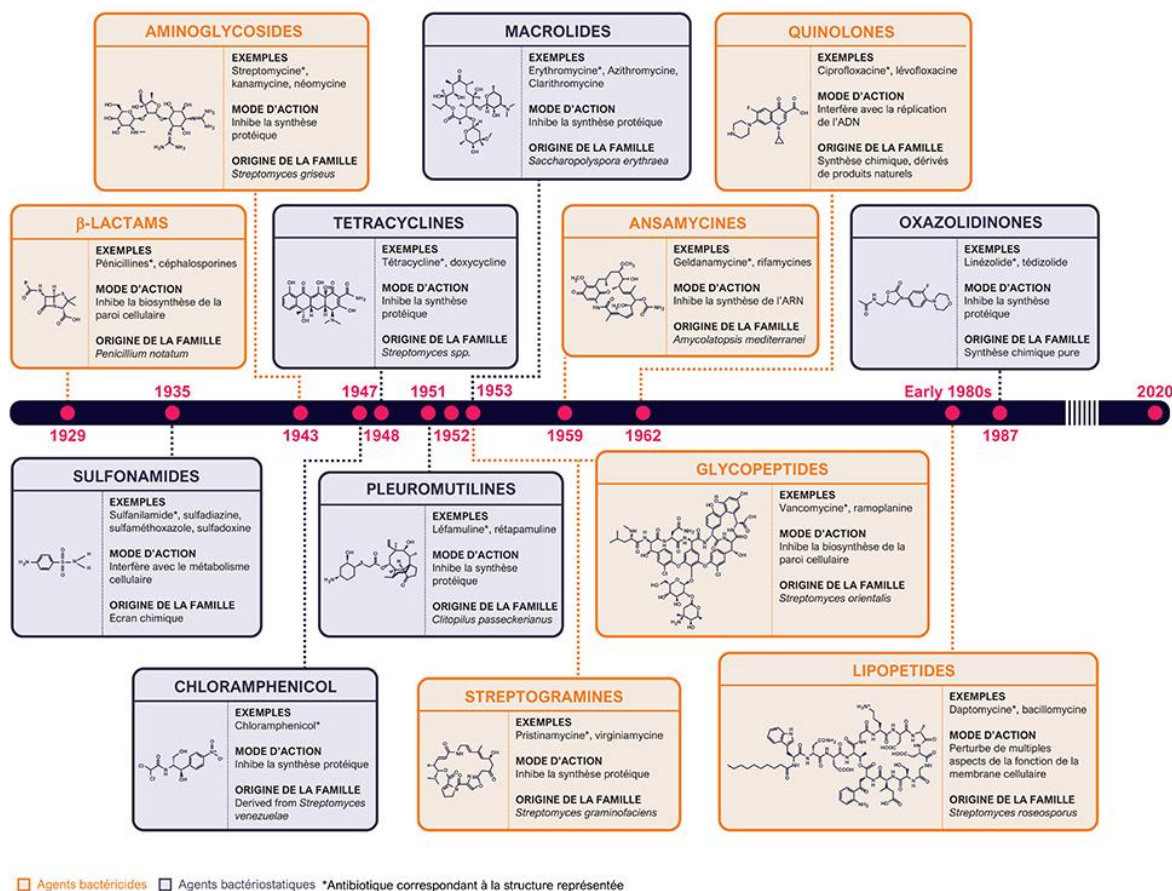 AMINOGLYCOSIDES
EXEMPLES
Streptomycine*,
kanamycine, néomycine
MODE D'ACTION
Inhibe la synthèse
protéique
ORIGINE DE LA FAMILLE
Streptomyces griseus
MACROLIDES
EXEMPLES
Erythromycine*, Azithromycine,
Clarithromycine
MODE D'ACTION
Inhibe la synthèse protéique
ORIGINE DE LA FAMILLE
Saccharopolyspora erythraea
QUINOLONES
EXEMPLES
Ciprofloxacine*, lévofloxacine
MODE D'ACTION
Interfère avec la réplication
de l'ADN
ORIGINE DE LA FAMILLE
Synthèse chimique, dérivés
de produits naturels
β-LACTAMS
EXEMPLES
Pénicillines*, céphalosporines
MODE D'ACTION
Inhibe la biosynthèse de la
paroi cellulaire
ORIGINE DE LA FAMILLE
Penicillium notatum
TETRACYCLINES
EXEMPLES
Tétracycline*, doxycycline
MODE D'ACTION
Inhibe la synthèse
protéique
ORIGINE DE LA FAMILLE
Streptomyces spp.
ANSAMYCINES
EXEMPLES
Geldanamycine*, rifamycines
MODE D'ACTION
Inhibe la synthèse de l'ARN
ORIGINE DE LA FAMILLE
Amycolatopsis mediterranei
OXAZOLIDINONES
EXEMPLES
Linézolide*, tédizolide
MODE D'ACTION
Inhibe la synthèse
protéique
ORIGINE DE LA FAMILLE
Synthèse chimique pure
1935 1947 1951 1953 Early 1980s 2020
1929 1943 1948 1952 1959 1962 1987
SULFONAMIDES
EXEMPLES
Sulfanilamide*, sulfadiazine,
sulfaméthoxazole, sulfadoxine
MODE D'ACTION
Interfère avec le métabolisme
cellulaire
ORIGINE DE LA FAMILLE
Ecran chimique
PLEUROMUTILINES
EXEMPLES
Léfamuline*, rétapamuline
MODE D'ACTION
Inhibe la synthèse
protéique
ORIGINE DE LA FAMILLE
Clitopilus passeckerianus
GLYCOPEPTIDES
EXEMPLES
Vancomycine*, ramoplanine
MODE D'ACTION
Inhibe la biosynthèse de la
paroi cellulaire
ORIGINE DE LA FAMILLE
Streptomyces orientalis
CHLORAMPHENICOL
EXEMPLES
Chloramphenicol*
MODE D'ACTION
Inhibe la synthèse protéique
ORIGINE DE LA FAMILLE
Derived from Streptomyces
venezuelae
STREPTOGRAMINES
EXEMPLES
Pristinamycine*, virginiamycine
MODE D'ACTION
Inhibe la synthèse protéique
ORIGINE DE LA FAMILLE
Streptomyces graminofaciens
LIPOPETIDES
EXEMPLES
Daptomycine*, bacillomycine
MODE D'ACTION
Perturbe de multiples
aspects de la fonction de la
membrane cellulaire
ORIGINE DE LA FAMILLE
Streptomyces roseosporus
Agents bactéricides Agents bactériostatiques *Antibiotique correspondant à la structure représentée